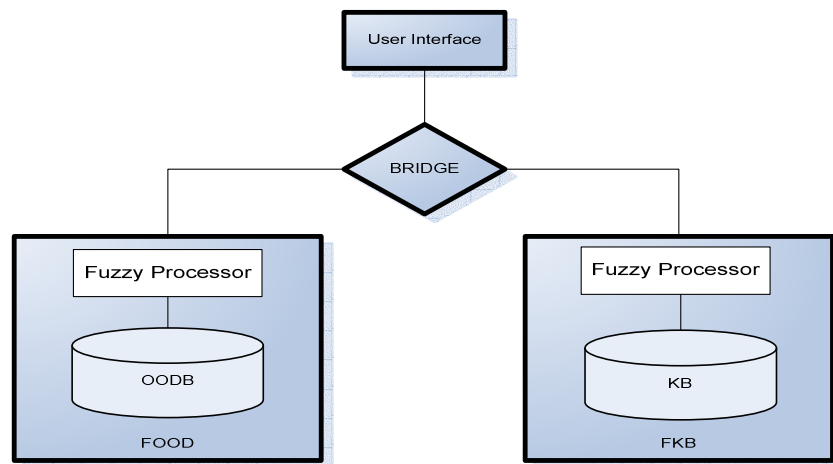 User Interface
BRIDGE
Fuzzy Processor
OODB
FOOD
Fuzzy Processor
KB
FKB